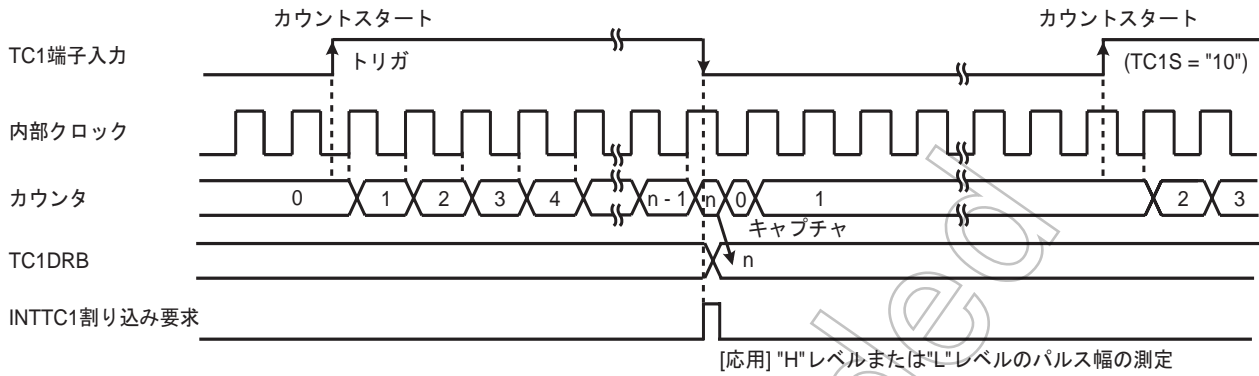 カウントスタート カウントスタート
TC1端子入力 トリガ (TC1S = "10")
内部クロック
カウンタ 0 1 2 3 4 n - 1 n 0 1 2 3
キャプチャ
TC1DRB n
INTTC1割り込み要求
[応用] "H"レベルまたは"L"レベルのパルス幅の測定